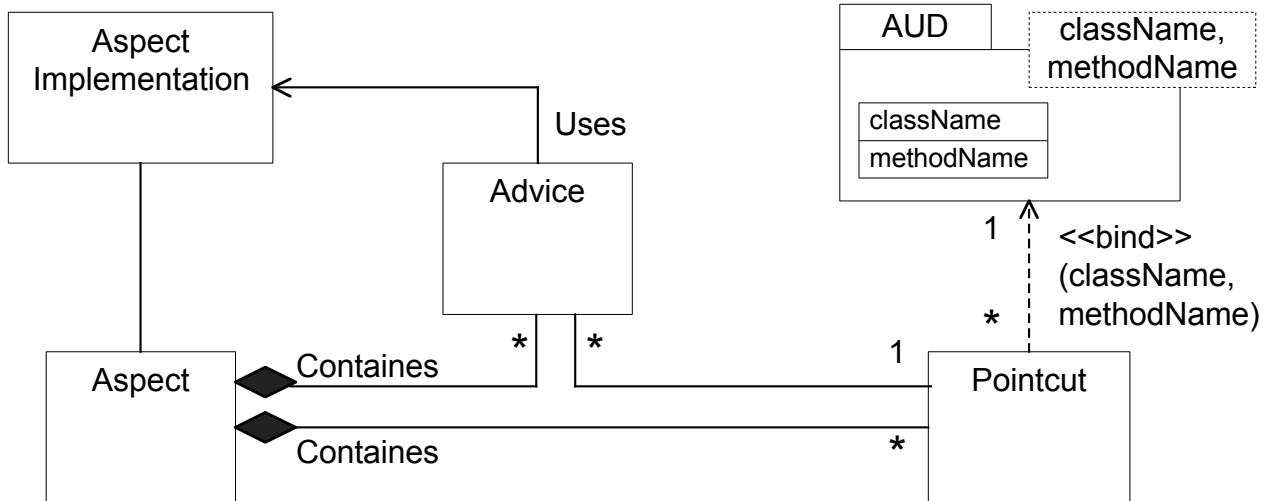 Aspect
Implementation
AUD
className,
methodName
className
methodName
Uses
Advice
1
<<bind>>
(className,
methodName)
*
*
*
1
Containes
Aspect
Pointcut
Containes
*